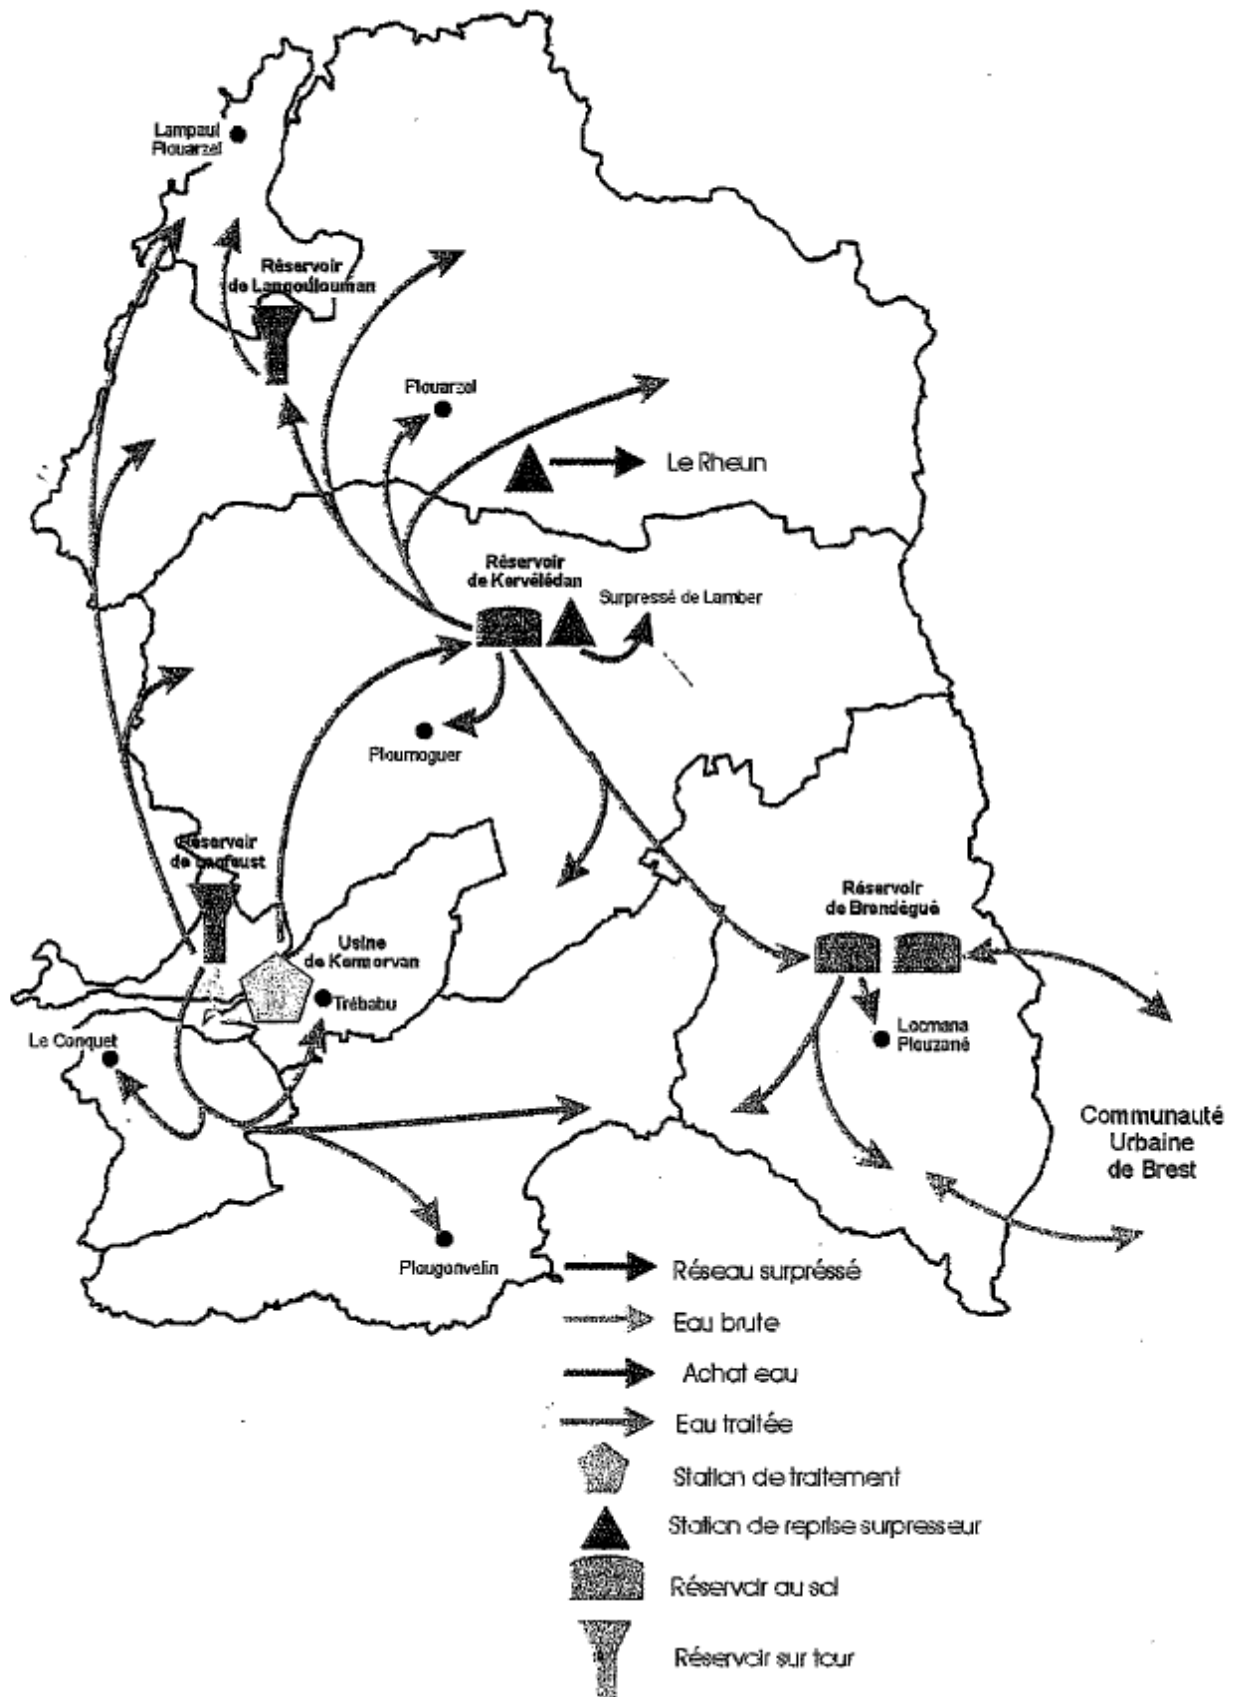 Lampaul
Plouarzel
Réservoir
de Langoulouman
Plouarzel
Le Rheun
Réservoir
de Kervélédan
Surpressé de Lamber
Ploumoguer
Réservoir
de
Réservoir
de Brendégué
Usine
de Kermorvan
Trébabu
Le Conquet
Locmaria
Plouzané
Communauté
Urbaine
de Brest
Plougonvelin
Réseau surpréssé
Eau brute
Achat eau
Eau traitée
Station de traitement
Station de reprise surpresseur
Réservoir au sol
Réservoir sur tour